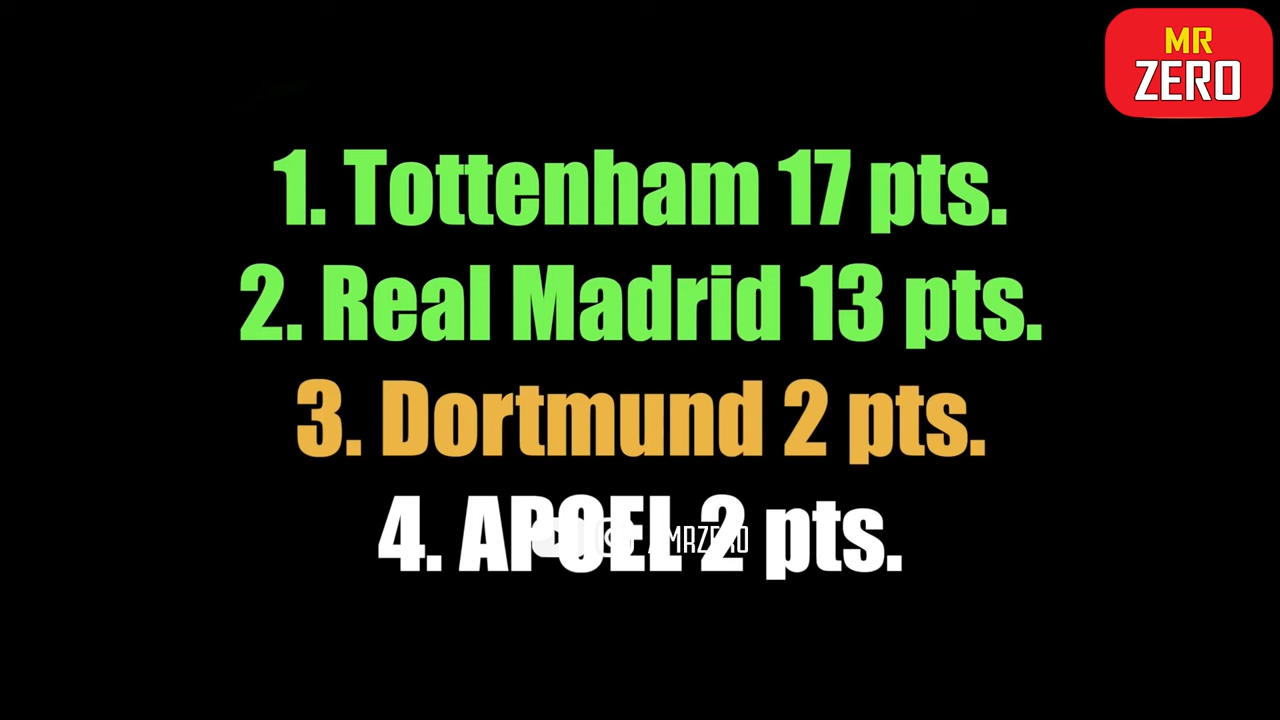 MR
ZERO
1. Tottenham 17 pts.
2. Real Madrid 13 pts.
3. Dortmund 2 pts.
4. APOEL 2 pts.
/MRZERO